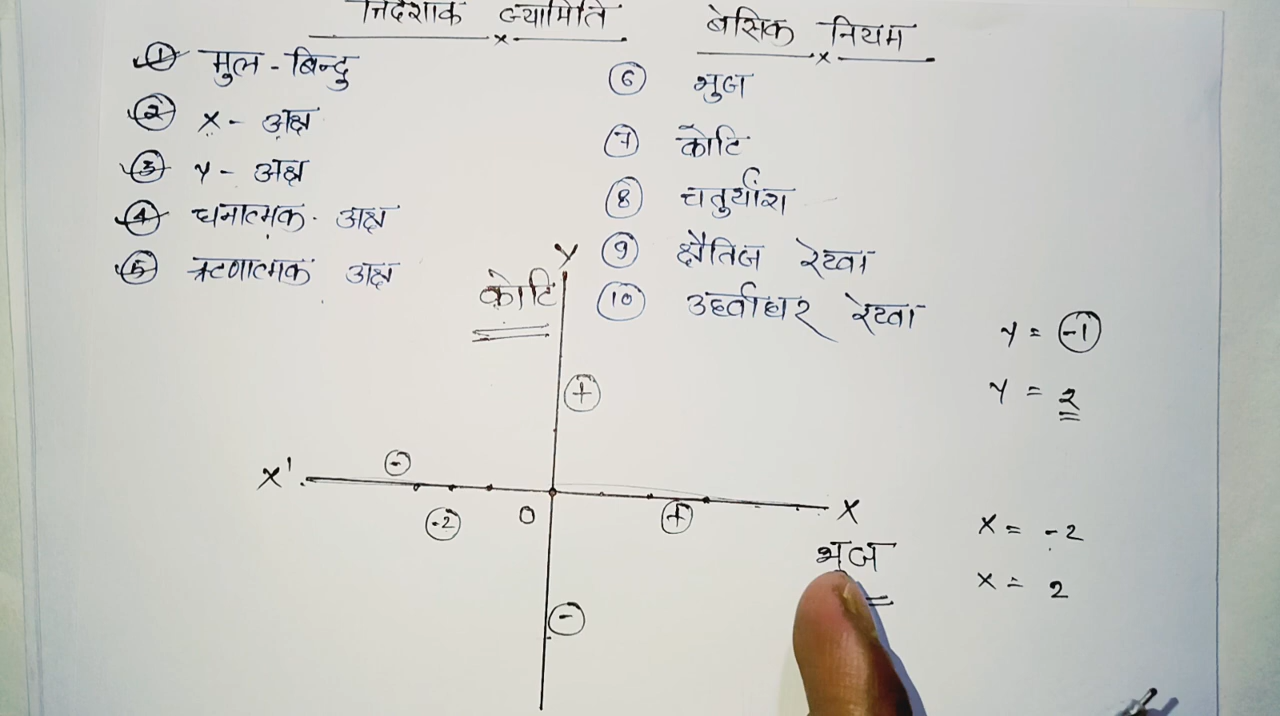 निर्देशांक ज्यामिति बेसिक नियम
① मुल-बिन्दु
② x - अक्ष
③ y - अक्ष
④ धनात्मक - अक्ष
⑤ ऋणात्मक अक्ष
⑥ भुज
⑦ कोटि
⑧ चतुर्थांश
⑨ क्षैतिज रेखा
⑩ उर्ध्वाधर रेखा
Y
कोटि
+
X' - -2 O + X
भुज
-
y = -1
y = 2
x = -2
x = 2